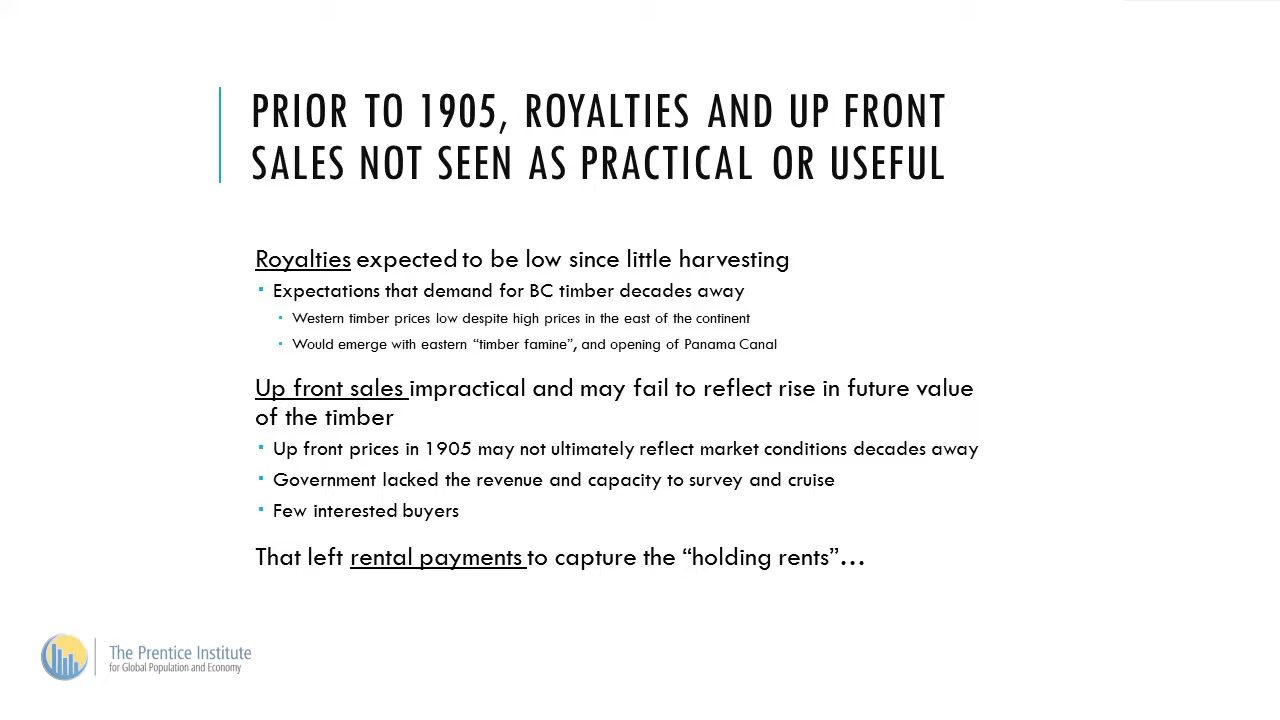 PRIOR TO 1905, ROYALTIES AND UP FRONT
SALES NOT SEEN AS PRACTICAL OR USEFUL
Royalties expected to be low since little harvesting
▪ Expectations that demand for BC timber decades away
▪ Western timber prices low despite high prices in the east of the continent
▪ Would emerge with eastern “timber famine”, and opening of Panama Canal
Up front sales impractical and may fail to reflect rise in future value
of the timber
▪ Up front prices in 1905 may not ultimately reflect market conditions decades away
▪ Government lacked the revenue and capacity to survey and cruise
▪ Few interested buyers
That left rental payments to capture the “holding rents”…
The Prentice Institute
for Global Population and Economy